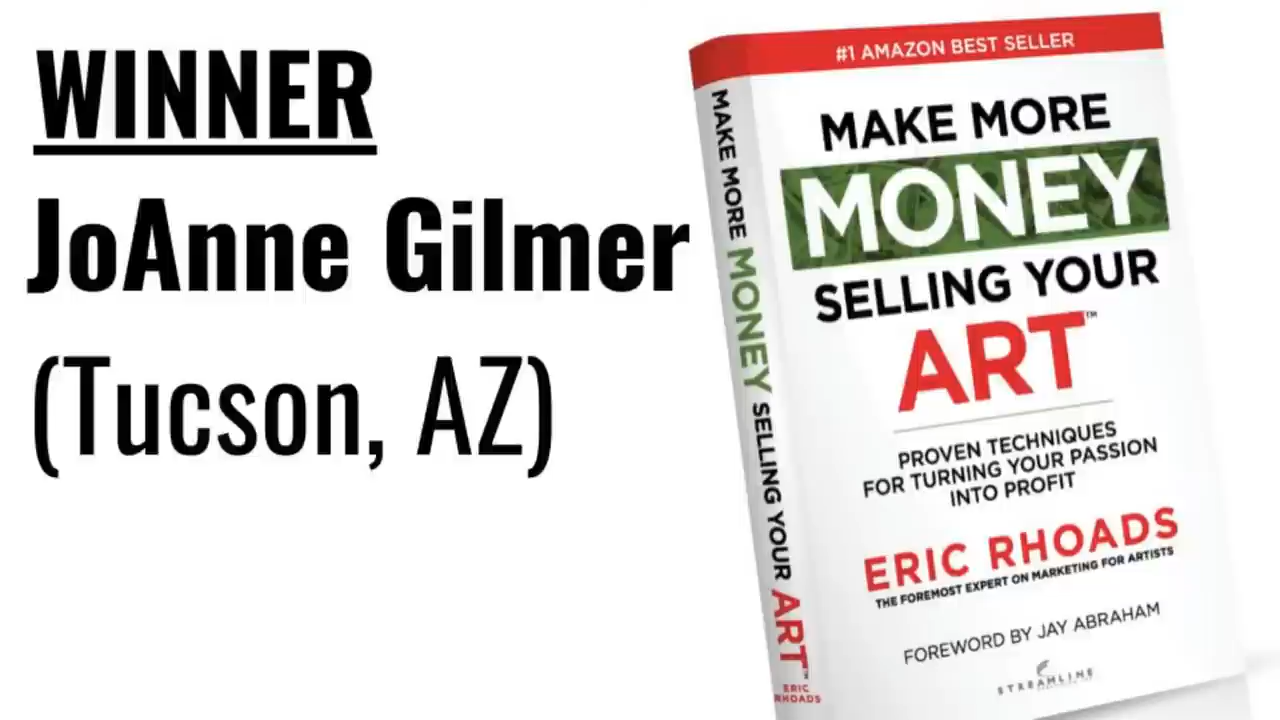 WINNER
JoAnne Gilmer
(Tucson, AZ)
#1 AMAZON BEST SELLER
MAKE MORE
MONEY
SELLING YOUR
ART™
PROVEN TECHNIQUES
FOR TURNING YOUR PASSION
INTO PROFIT
ERIC RHOADS
THE FOREMOST EXPERT ON MARKETING FOR ARTISTS
FOREWORD BY JAY ABRAHAM
STREAMLINE
MAKE MORE MONEY SELLING YOUR ART™
ERIC
RHOADS